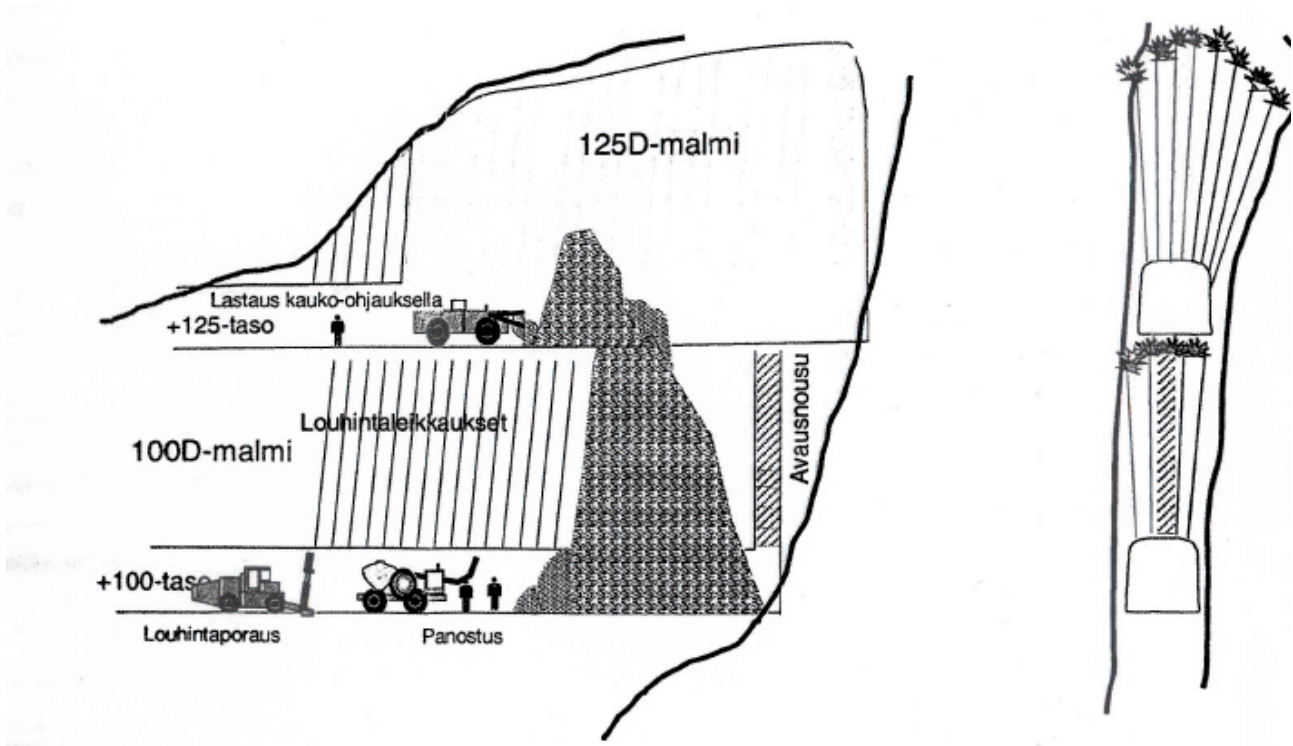 125D-malmi
Lastaus kauko-ohjauksella
+125-taso
Louhintaleikkaukset
100D-malmi
Avausnousu
+100-taso
Louhintaporaus
Panostus